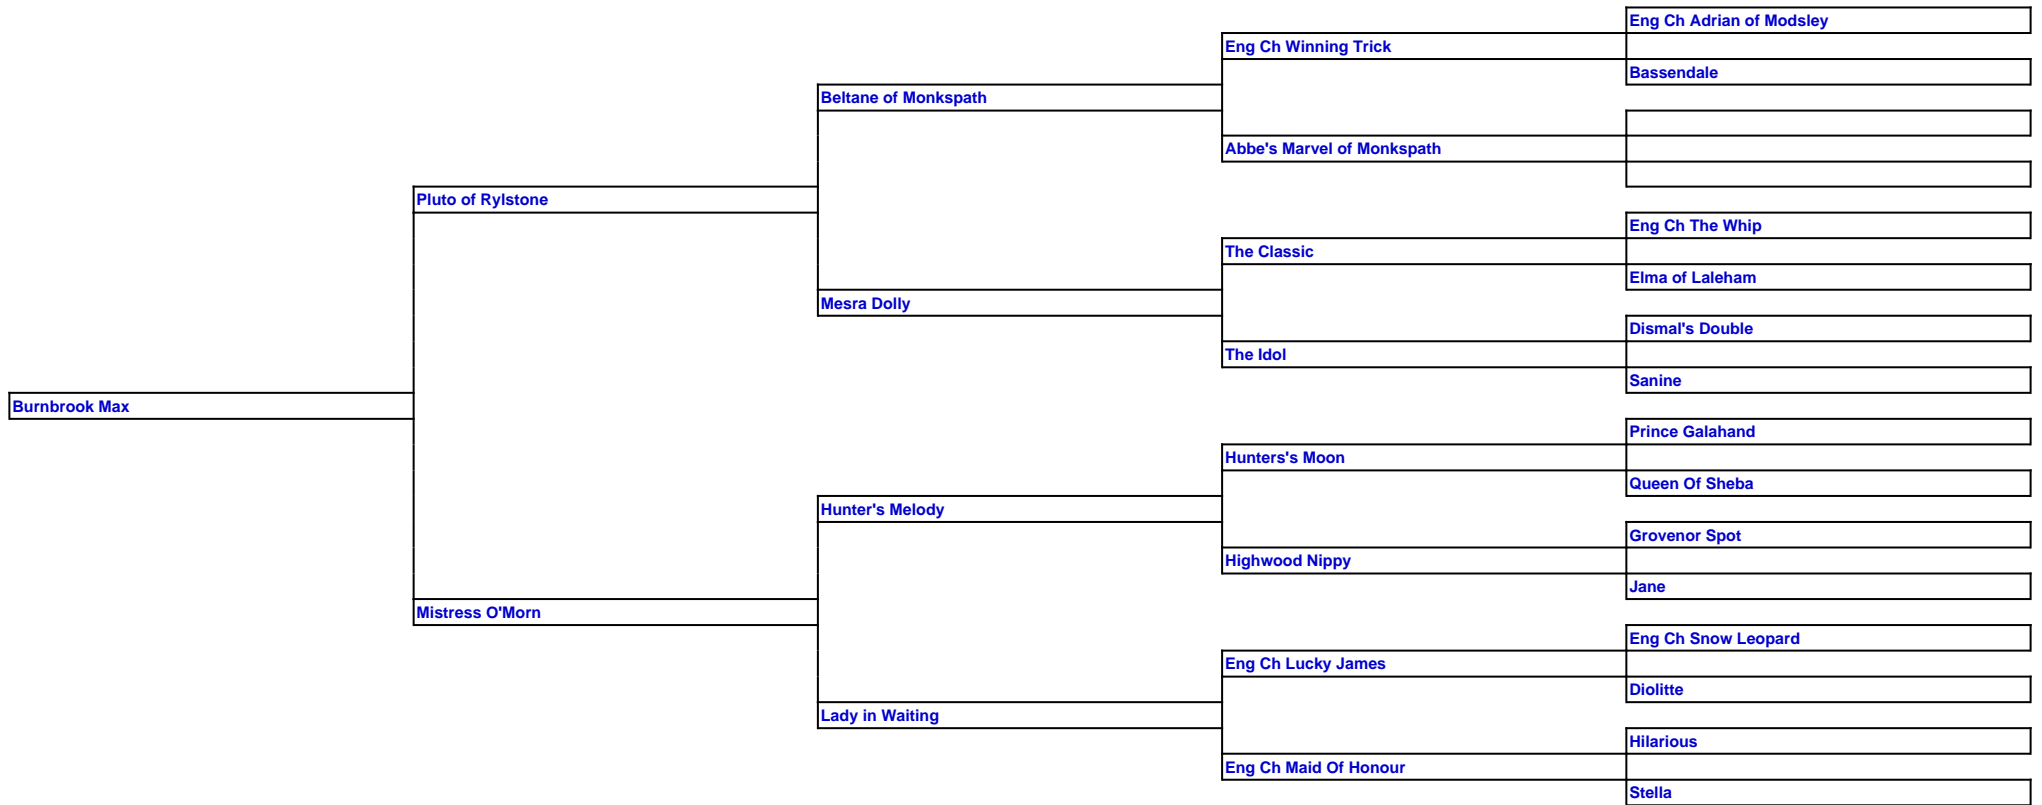 Eng Ch Adrian of Modsley
Eng Ch Winning Trick
Bassendale
Beltane of Monkspath
Abbe's Marvel of Monkspath
Pluto of Rylstone
Eng Ch The Whip
The Classic
Elma of Laleham
Mesra Dolly
Dismal's Double
The Idol
Sanine
Burnbrook Max
Prince Galahand
Hunters's Moon
Queen Of Sheba
Hunter's Melody
Grovenor Spot
Highwood Nippy
Jane
Mistress O'Morn
Eng Ch Snow Leopard
Eng Ch Lucky James
Diolitte
Lady in Waiting
Hilarious
Eng Ch Maid Of Honour
Stella